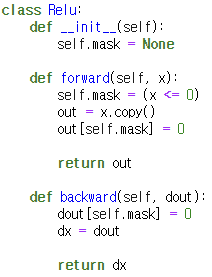 class Relu:
    def __init__(self):
        self.mask = None

    def forward(self, x):
        self.mask = (x <= 0)
        out = x.copy()
        out[self.mask] = 0

        return out

    def backward(self, dout):
        dout[self.mask] = 0
        dx = dout

        return dx